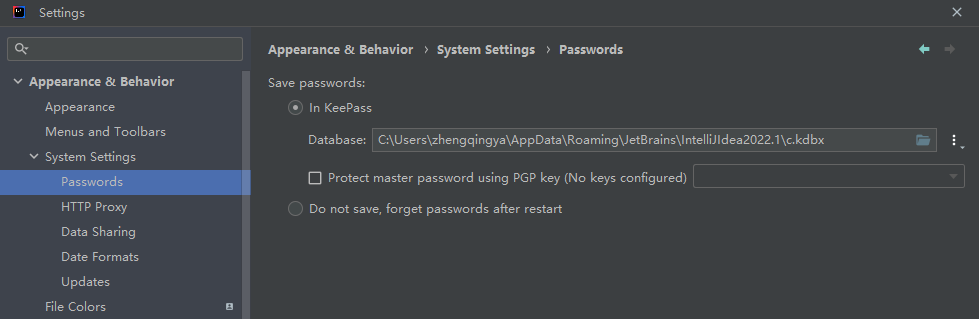 Settings
Appearance & Behavior › System Settings › Passwords
Appearance & Behavior
Appearance
Menus and Toolbars
System Settings
Passwords
HTTP Proxy
Data Sharing
Date Formats
Updates
File Colors
Save passwords:
In KeePass
Database: C:\Users\zhengqingya\AppData\Roaming\JetBrains\IntelliJIdea2022.1\c.kdbx
Protect master password using PGP key (No keys configured)
Do not save, forget passwords after restart